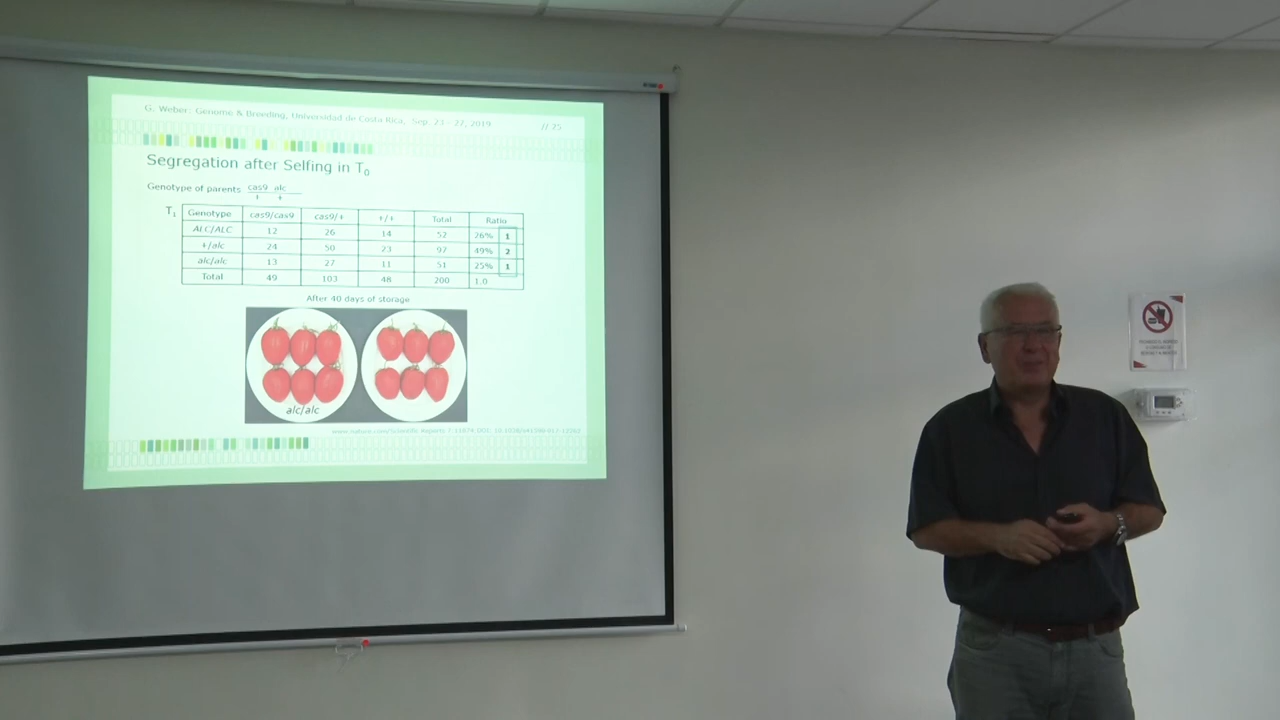 G. Weber: Genome & Breeding, Universidad de Costa Rica, Sep. 23 - 27, 2019 // 25
Segregation after Selfing in T0
Genotype of parents cas9 alc
+ +
T1 Genotype cas9/cas9 cas9/+ +/+ Total Ratio
ALC/ALC 12 26 14 52 26% 1
+/alc 24 50 23 97 49% 2
alc/alc 13 27 11 51 25% 1
Total 49 103 48 200 1.0
After 40 days of storage
alc/alc